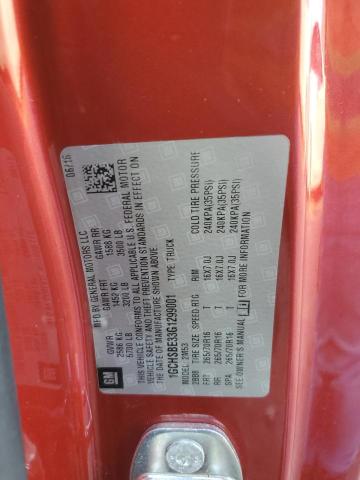 MFD BY GENERAL MOTORS LLC
06/16
GVWR
GAWR FRT
GAWR RR
2586 KG
1452 KG
1588 KG
5700 LB
3200 LB
3500 LB
THIS VEHICLE CONFORMS TO ALL APPLICABLE U.S. FEDERAL MOTOR
VEHICLE SAFETY AND THEFT PREVENTION STANDARDS IN EFFECT ON
THE DATE OF MANUFACTURE SHOWN ABOVE.
1GCHSBE33G1299001
TYPE: TRUCK
GM
MODEL: 2M53
2BBB TIRE SIZE SPEED RTG RIM COLD TIRE PRESSURE
FRT 265/70R16 T 16X7.0J 240KPA(35PSI)
RR 265/70R16 T 16X7.0J 240KPA(35PSI)
SPA 265/70R16 T 16X7.0J 240KPA(35PSI)
SEE OWNER'S MANUAL FOR ADDITIONAL INFORMATION